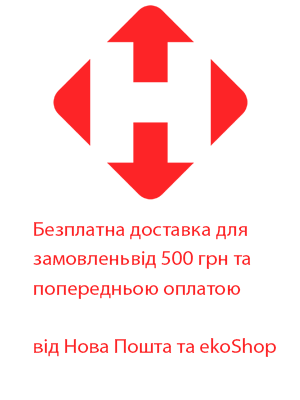 Безплатна доставка для
замовленьвід 500 грн та
попередньою оплатою
від Нова Пошта та ekoShop